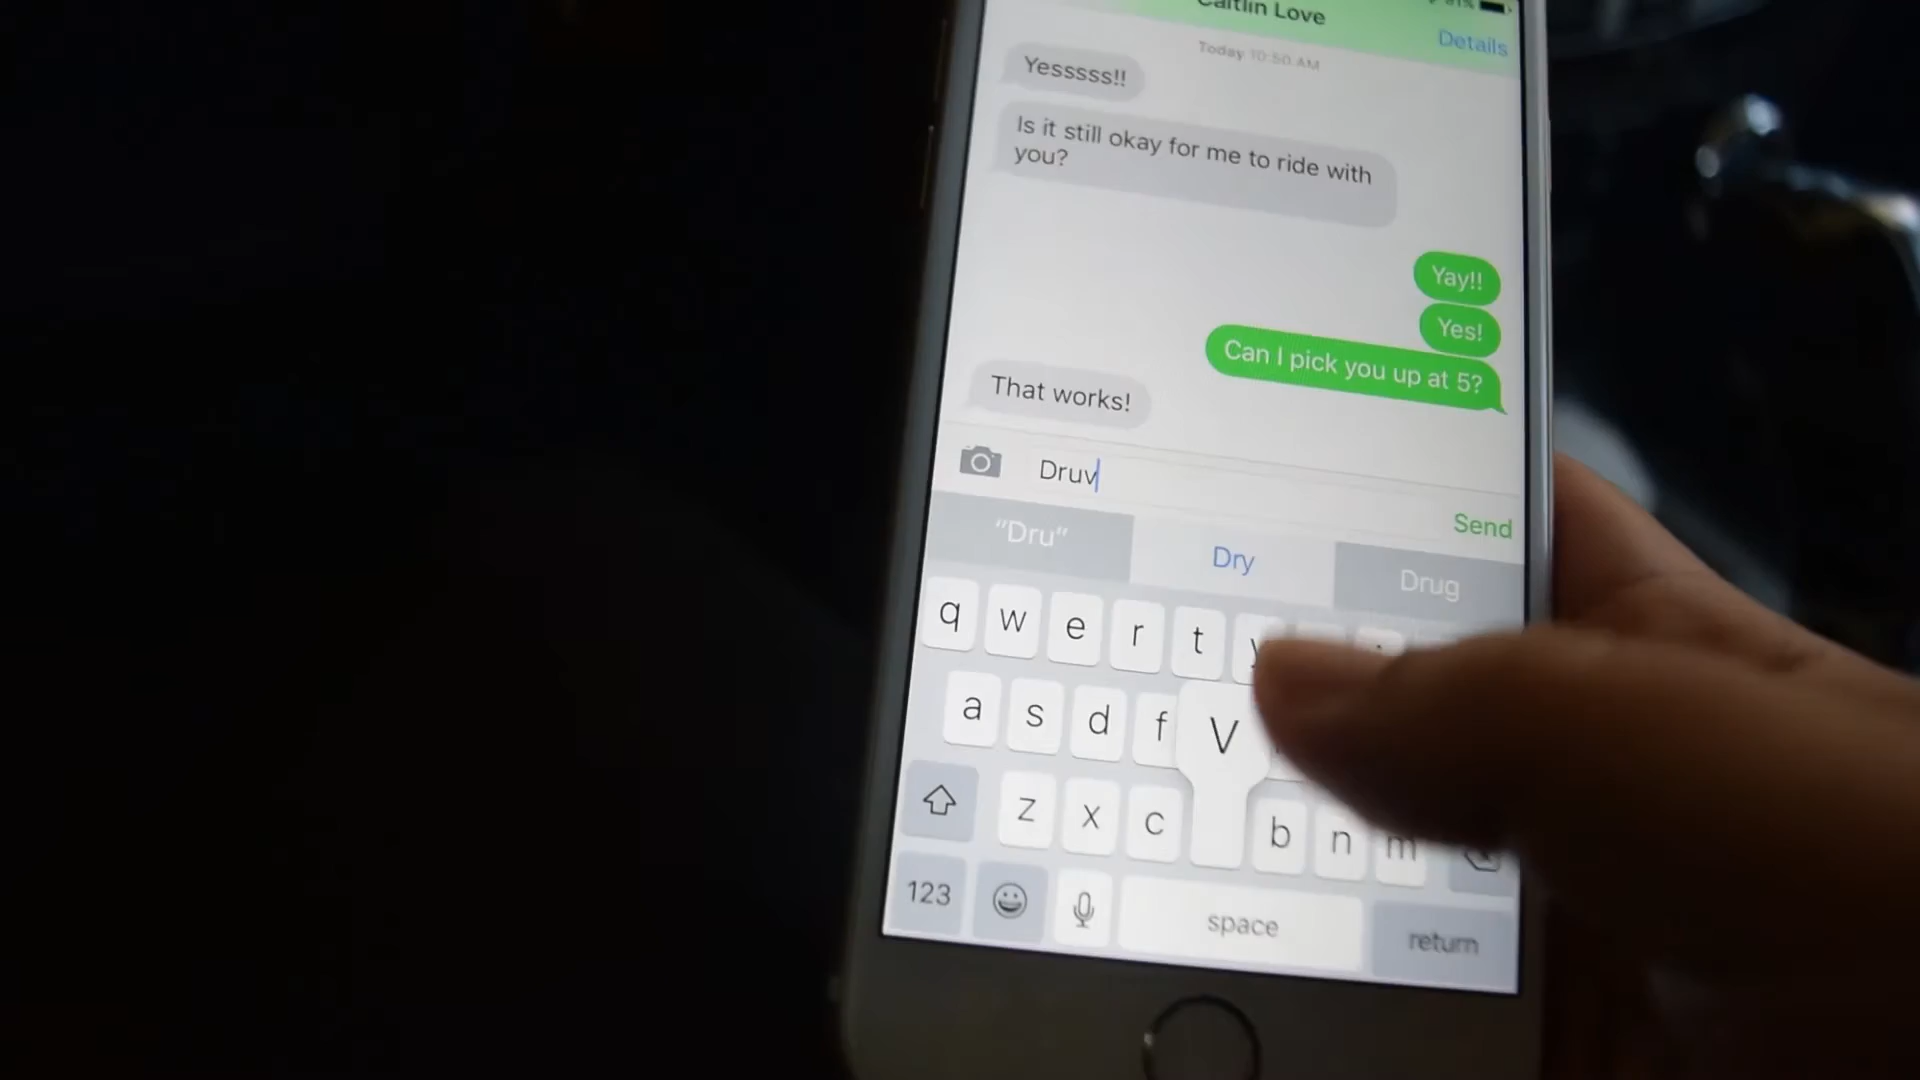 Caitlin Love
Details
Today 10:50 AM
Yesssss!!
Is it still okay for me to ride with
you?
Yay!!
Yes!
Can I pick you up at 5?
That works!
Druv
Send
"Dru" Dry Drug
q w e r t y
a s d f V
z x c b n m
123 space return